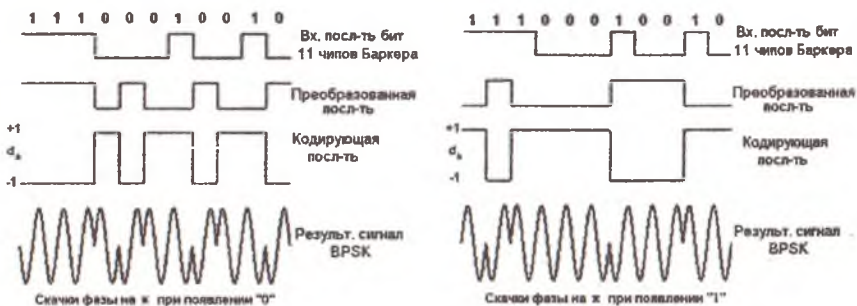 1 1 1 0 0 0 1 0 0 1 0
Вх. посл-ть бит
11 чипов Баркера
Преобразованная
посл-ть
+1
dₖ
-1
Кодирующая
посл-ть
Результ. сигнал
BPSK
Скачки фазы на π при появлении "0"
1 1 1 0 0 0 1 0 0 1 0
Вх. посл-ть бит
11 чипов Баркера
Преобразованная
посл-ть
+1
dₖ
-1
Кодирующая
посл-ть
Результ. сигнал
BPSK
Скачки фазы на π при появлении "1"